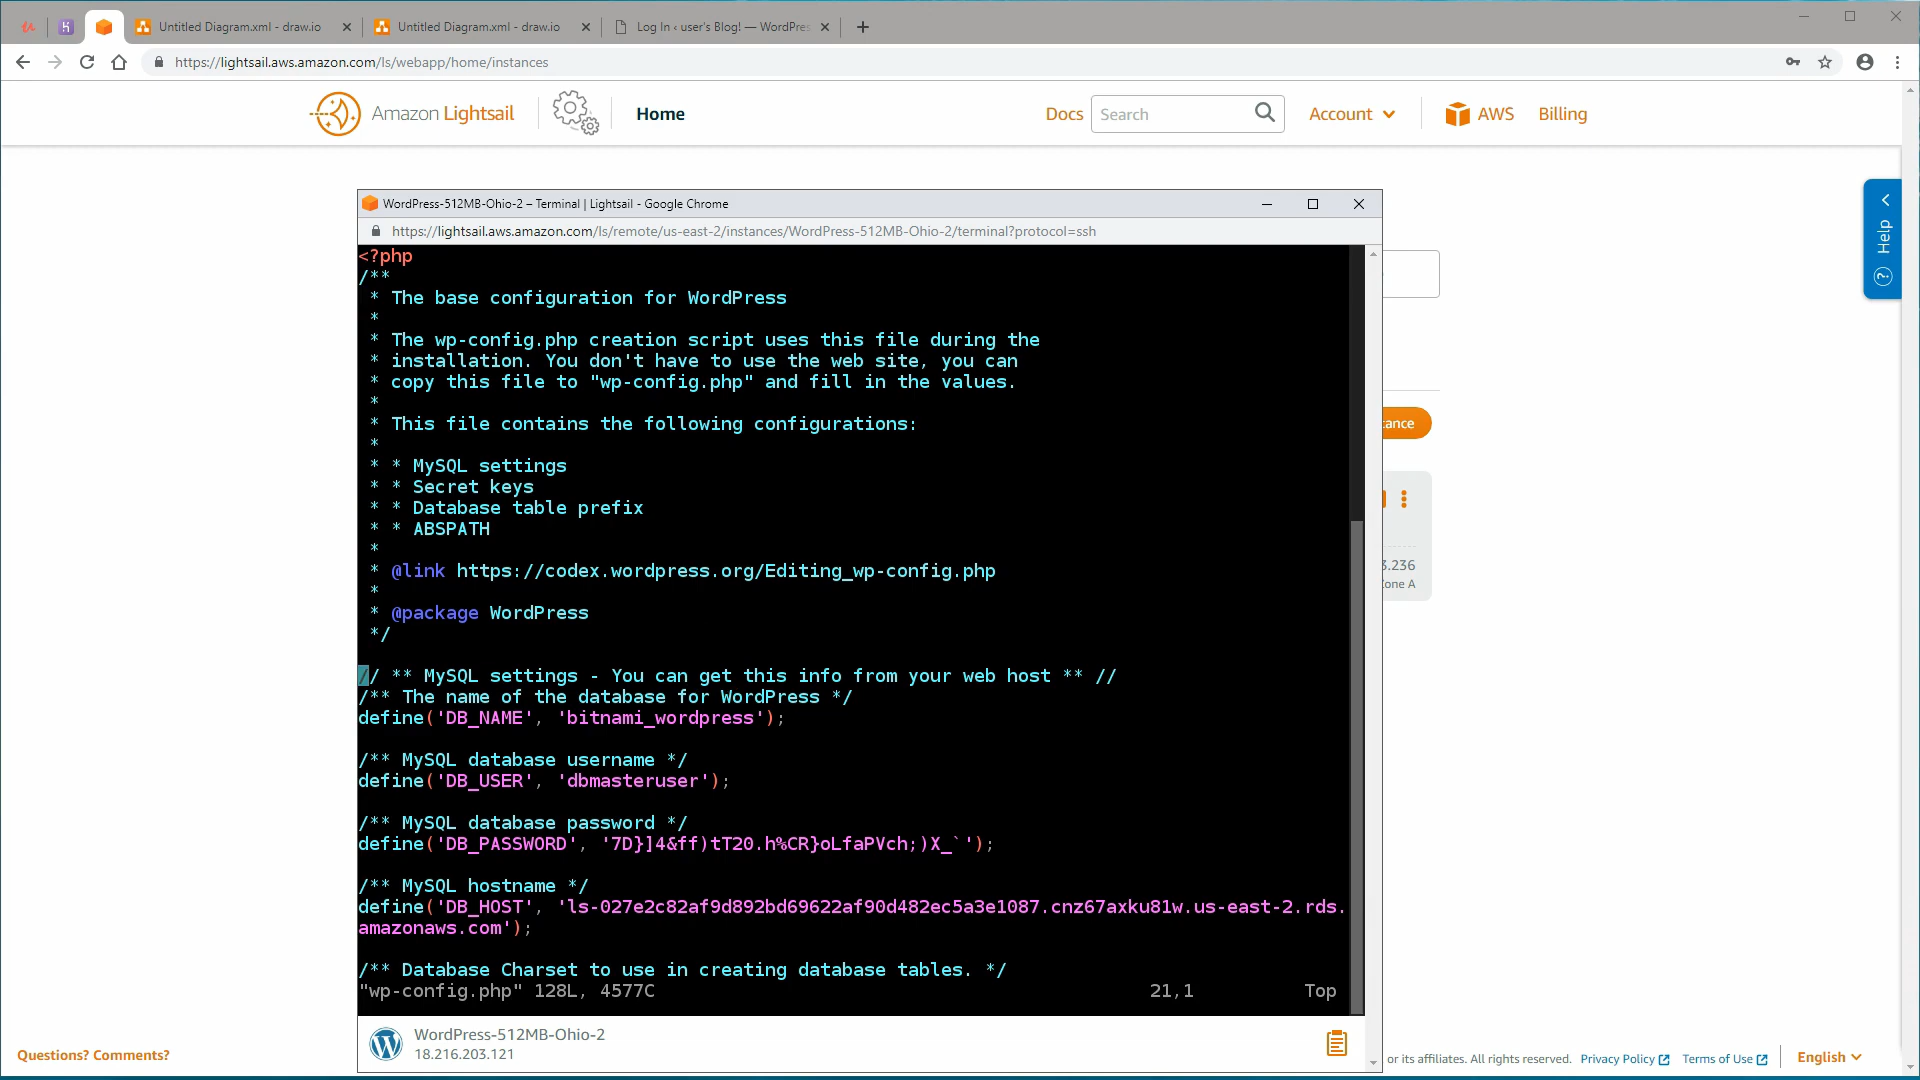 Untitled Diagram.xml - draw.io
Untitled Diagram.xml - draw.io
Log In ‹ user's Blog! — WordPres
https://lightsail.aws.amazon.com/ls/webapp/home/instances
Amazon Lightsail
Home
Docs
Search
Account
AWS
Billing
Help
WordPress-512MB-Ohio-2 – Terminal | Lightsail - Google Chrome
https://lightsail.aws.amazon.com/ls/remote/us-east-2/instances/WordPress-512MB-Ohio-2/terminal?protocol=ssh
<?php
/**
 * The base configuration for WordPress
 *
 * The wp-config.php creation script uses this file during the
 * installation. You don't have to use the web site, you can
 * copy this file to "wp-config.php" and fill in the values.
 *
 * This file contains the following configurations:
 *
 * * MySQL settings
 * * Secret keys
 * * Database table prefix
 * * ABSPATH
 *
 * @link https://codex.wordpress.org/Editing_wp-config.php
 *
 * @package WordPress
 */
// ** MySQL settings - You can get this info from your web host ** //
/** The name of the database for WordPress */
define('DB_NAME', 'bitnami_wordpress');
/** MySQL database username */
define('DB_USER', 'dbmasteruser');
/** MySQL database password */
define('DB_PASSWORD', '7D}]4&ff)tT20.h%CR}oLfaPVch;)X_`');
/** MySQL hostname */
define('DB_HOST', 'ls-027e2c82af9d892bd69622af90d482ec5a3e1087.cnz67axku81w.us-east-2.rds.
amazonaws.com');
/** Database Charset to use in creating database tables. */
"wp-config.php" 128L, 4577C 21,1 Top
tance
3.236
Zone A
WordPress-512MB-Ohio-2
18.216.203.121
Questions? Comments?
or its affiliates. All rights reserved.
Privacy Policy
Terms of Use
English